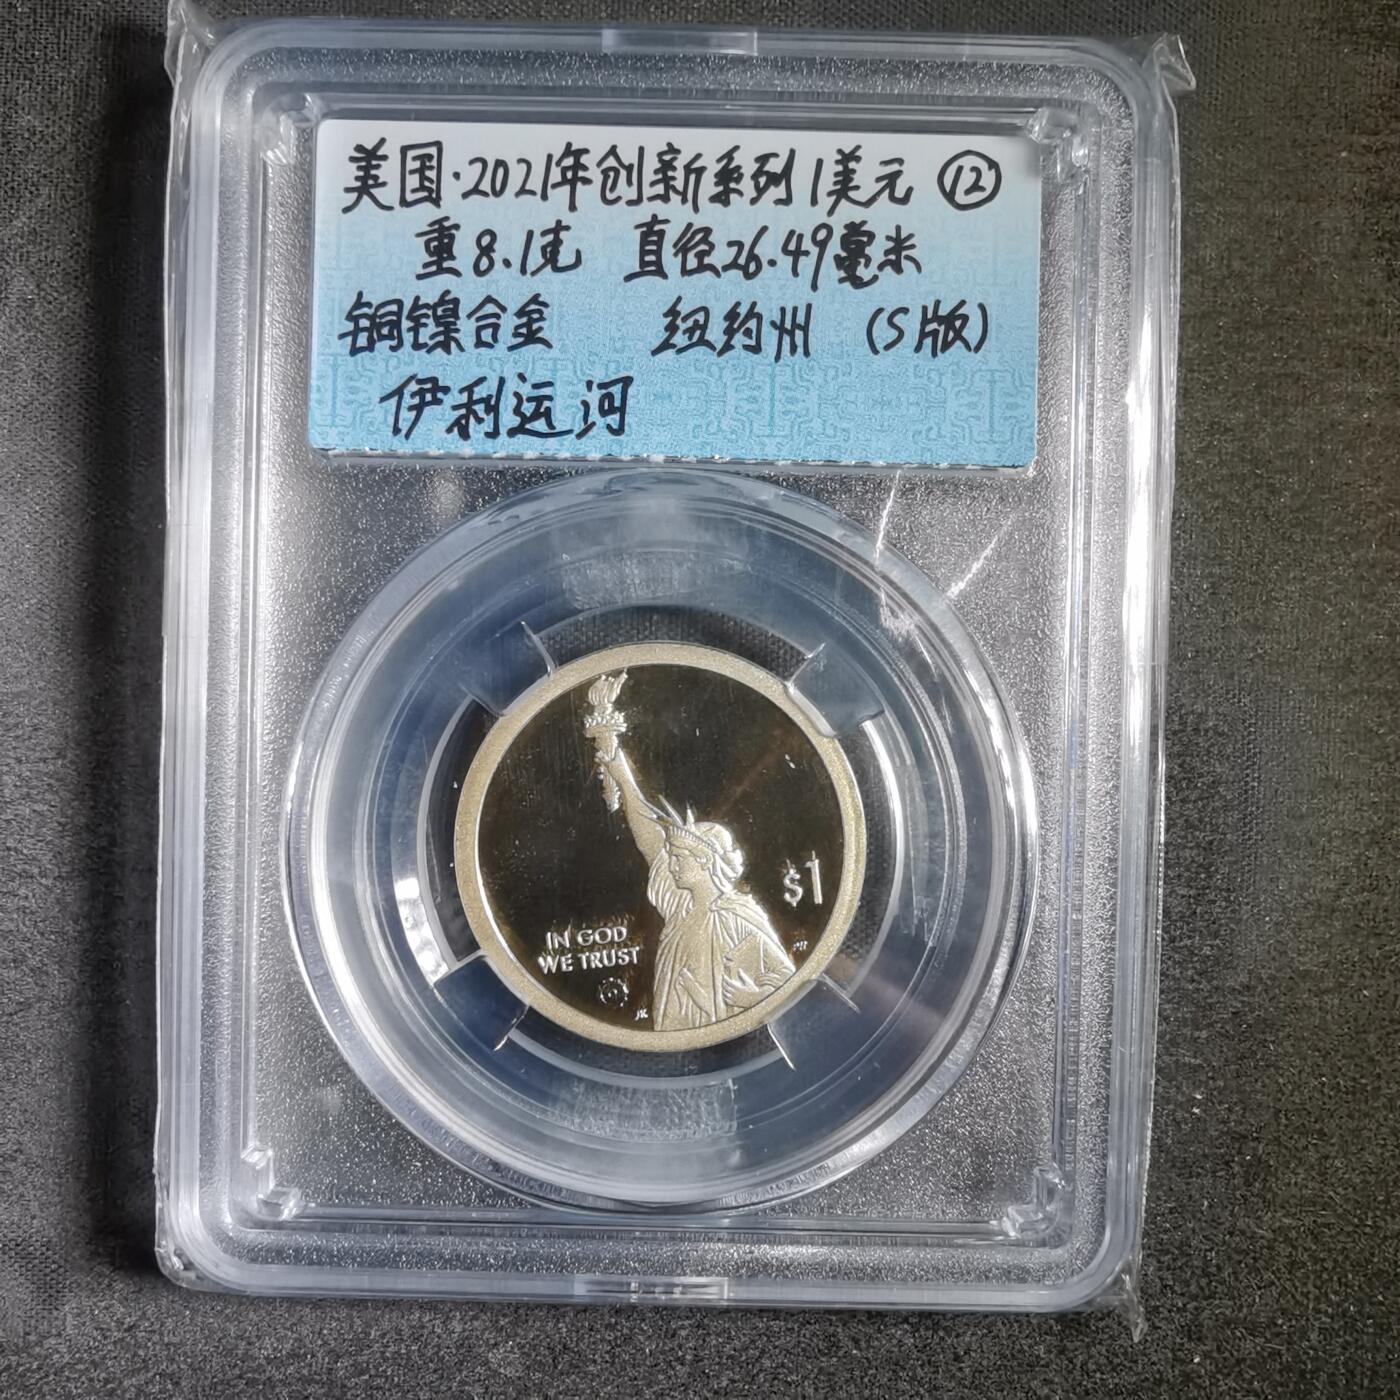 美国·2021年创新系列1美元 ⑫
重8.1克 直径26.49毫米
铜镍合金 纽约州 (S版)
伊利运河
$1
IN GOD
WE TRUST
JK